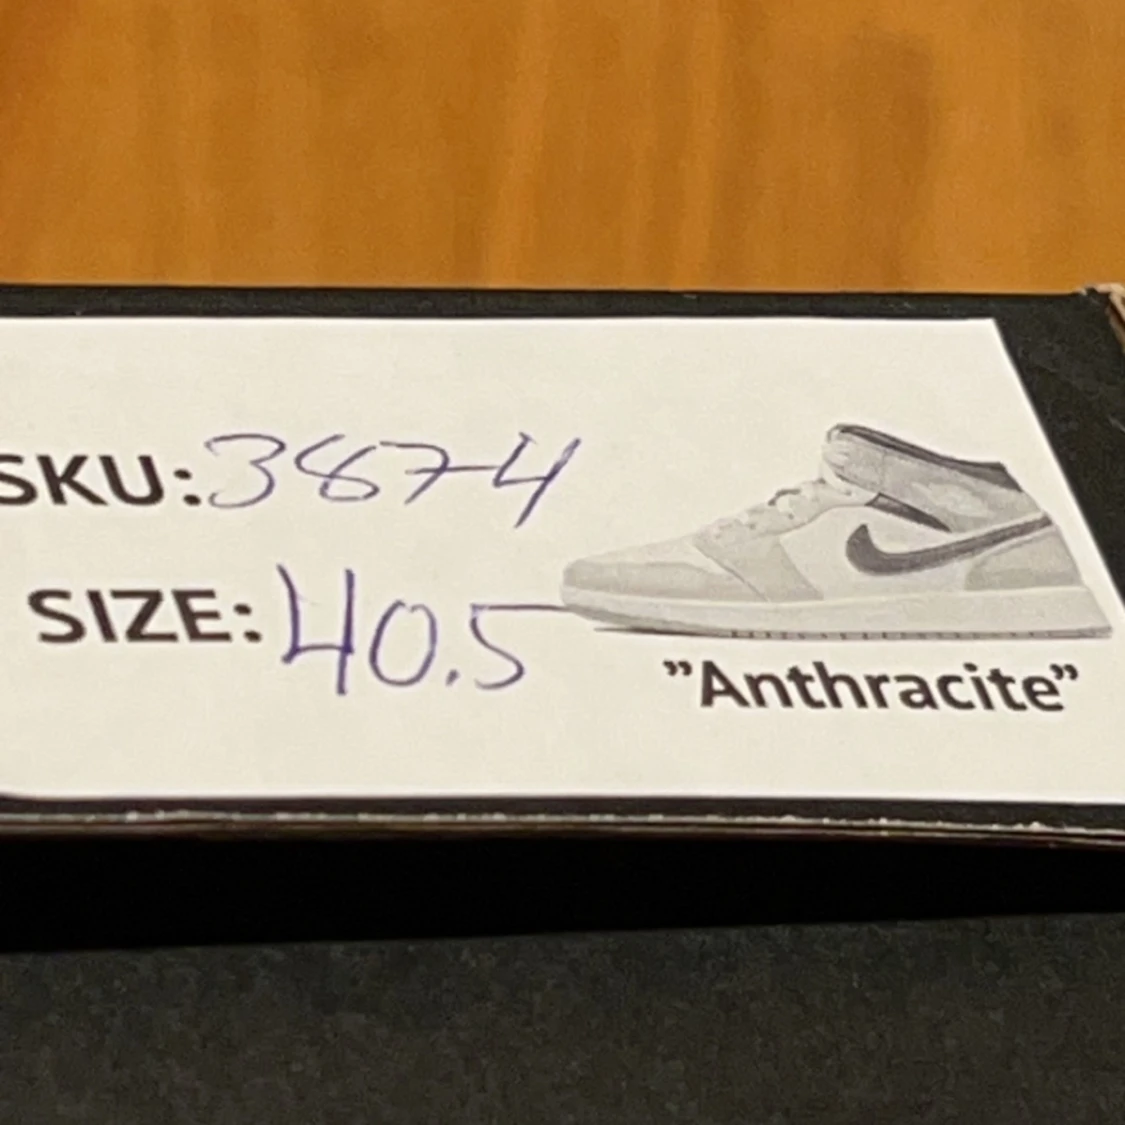 SKU: 3874
SIZE: 40.5
”Anthracite”